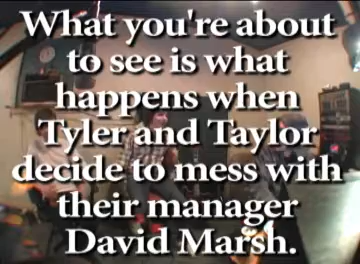 What you're about
to see is what
happens when
Tyler and Taylor
decide to mess with
their manager
David Marsh.